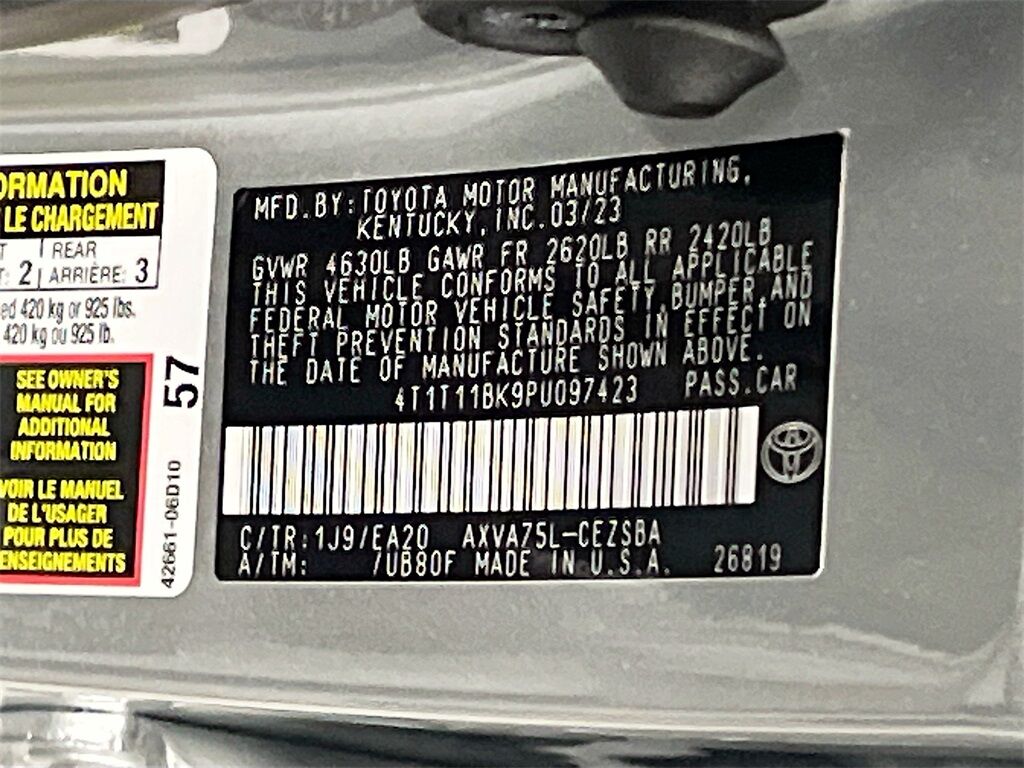 ORMATION
LE CHARGEMENT
2 REAR
ARRIÈRE: 3
420 kg or 925 lbs.
420 kg ou 925 lb.
SEE OWNER'S
MANUAL FOR
ADDITIONAL
INFORMATION
VOIR LE MANUEL
DE L'USAGER
POUR PLUS DE
ENSEIGNEMENTS
57
42661-06D10
MFD. BY: TOYOTA MOTOR MANUFACTURING,
KENTUCKY, INC. 03/23
GVWR 4630LB GAWR FR 2620LB RR 2420LB
THIS VEHICLE CONFORMS TO ALL APPLICABLE
FEDERAL MOTOR VEHICLE SAFETY, BUMPER, AND
THEFT PREVENTION STANDARDS IN EFFECT ON
THE DATE OF MANUFACTURE SHOWN ABOVE.
4T1T11BK9PU097423 PASS.CAR
C/TR: 1J9/EA20 AXVA75L-CEZSBA
A/TM: /UB80F MADE IN U.S.A. 26819